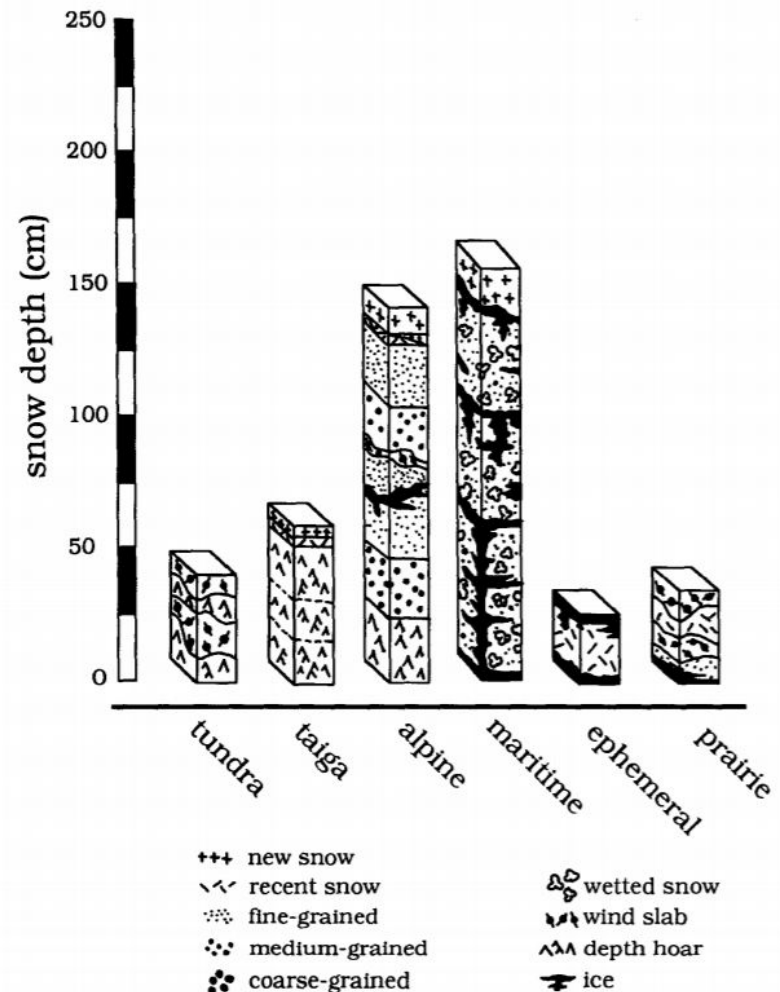 250
200
150
100
50
0
snow depth (cm)
tundra
taiga
alpine
maritime
ephemeral
prairie
new snow
recent snow
fine-grained
medium-grained
coarse-grained
wetted snow
wind slab
depth hoar
ice